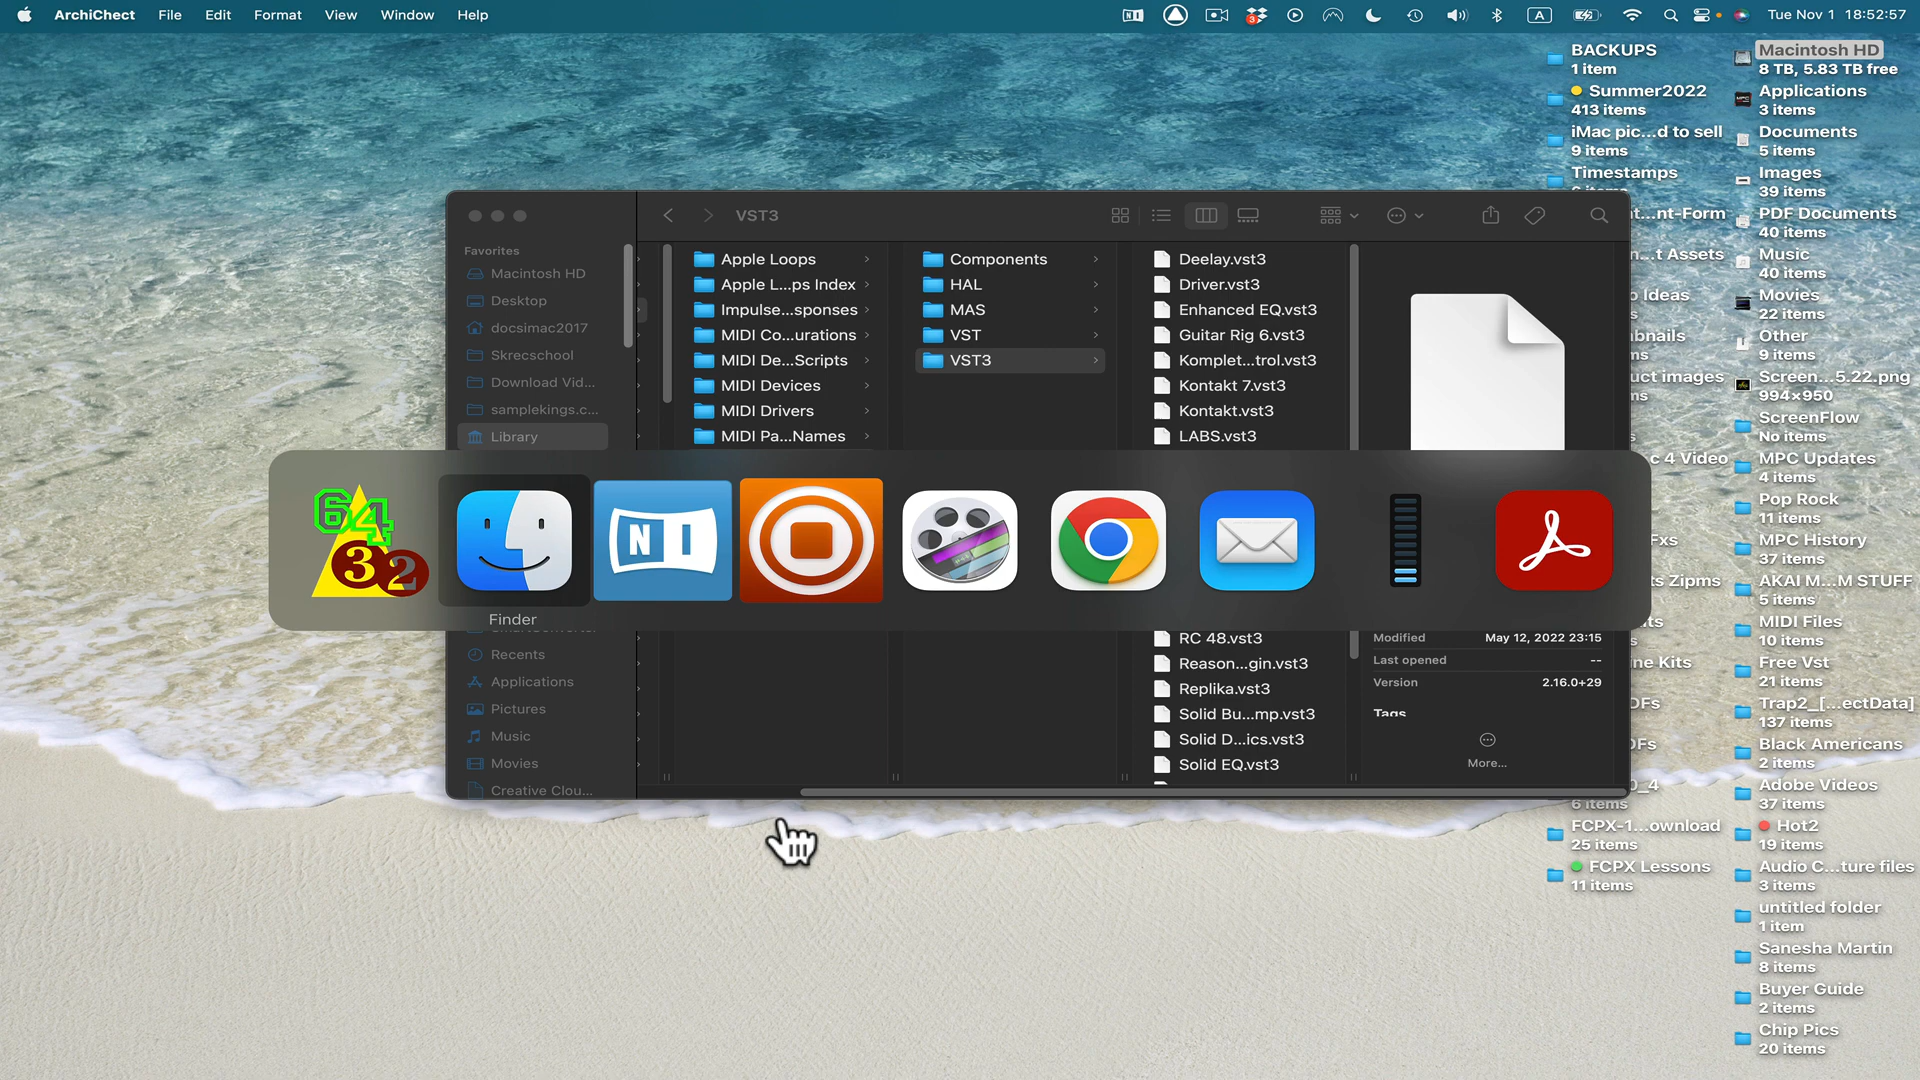 ArchiChect File Edit Format View Window Help
3
A
Tue Nov 1 18:52:57
BACKUPS
1 item
Summer2022
413 items
iMac pic...d to sell
9 items
Timestamps
nt-Form
t Assets
Ideas
uct images
c 4 Video
Macintosh HD
8 TB, 5.83 TB free
Applications
3 items
Documents
5 items
Images
39 items
PDF Documents
40 items
Music
40 items
Movies
22 items
Other
9 items
Screen...5.22.png
994×950
ScreenFlow
No items
MPC Updates
4 items
Pop Rock
11 items
MPC History
37 items
AKAI M...M STUFF
5 items
MIDI Files
10 items
Free Vst
21 items
Trap2_[...ectData]
137 items
Black Americans
2 items
Adobe Videos
37 items
Hot2
19 items
Audio C...ture files
3 items
untitled folder
1 item
Sanesha Martin
8 items
Buyer Guide
2 items
Chip Pics
20 items
6 items
FCPX-1...ownload
25 items
FCPX Lessons
11 items
VST3
Favorites
Macintosh HD
Desktop
docsimac2017
Skrecschool
Download Vid...
samplekings.c...
Library
Recents
Applications
Pictures
Music
Movies
Creative Clou...
Apple Loops
Apple L...ps Index
Impulse...sponses
MIDI Co...urations
MIDI De...Scripts
MIDI Devices
MIDI Drivers
MIDI Pa...Names
Components
HAL
MAS
VST
VST3
Deelay.vst3
Driver.vst3
Enhanced EQ.vst3
Guitar Rig 6.vst3
Komplet...trol.vst3
Kontakt 7.vst3
Kontakt.vst3
LABS.vst3
64
32
NI
Finder
RC 48.vst3
Reason...gin.vst3
Replika.vst3
Solid Bu...mp.vst3
Solid D...ics.vst3
Solid EQ.vst3
Modified May 12, 2022 23:15
Last opened --
Version 2.16.0+29
Tags
More...